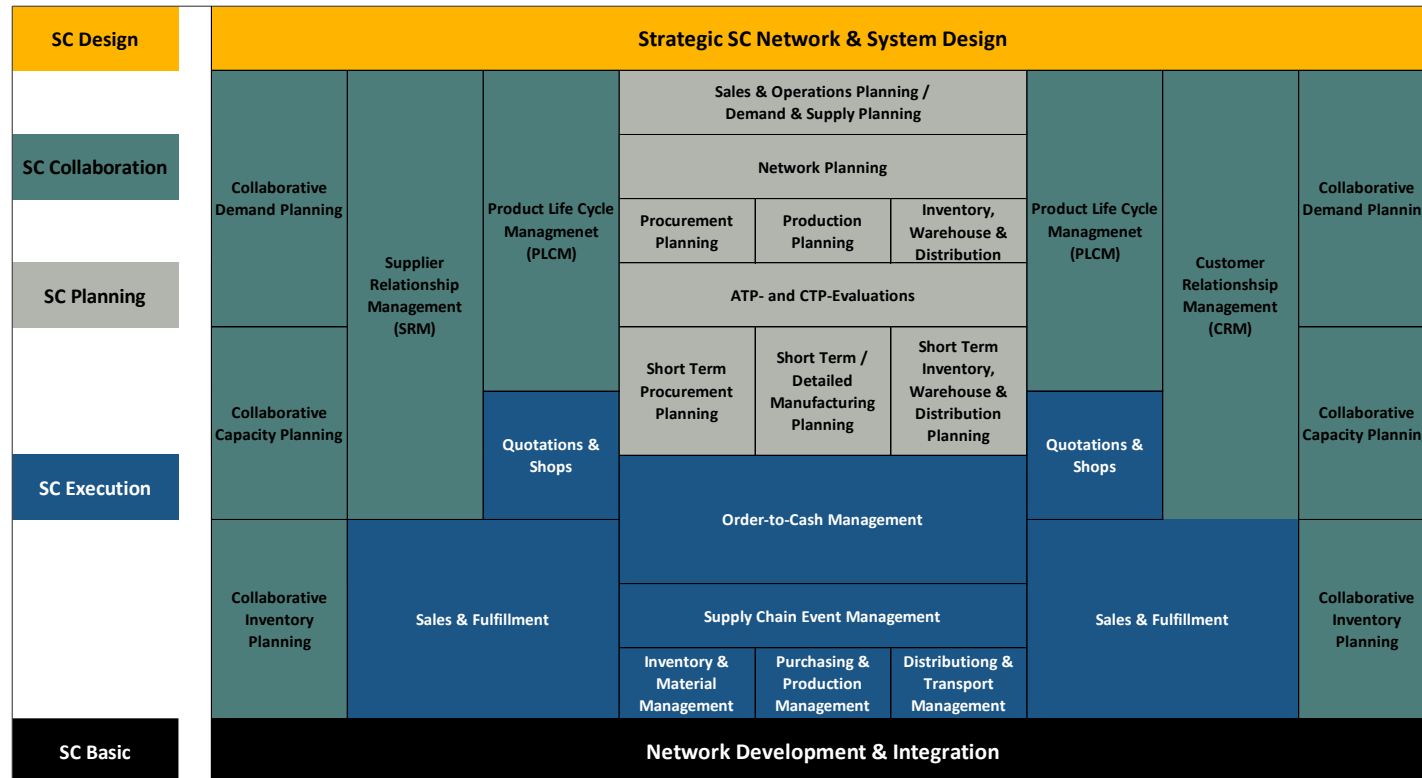 SC Design
Strategic SC Network & System Design
SC Collaboration
SC Planning
SC Execution
Collaborative
Demand Planning
Collaborative
Capacity Planning
Collaborative
Inventory
Planning
Supplier
Relationship
Management
(SRM)
Product Life Cycle
Managmenet
(PLCM)
Quotations &
Shops
Sales & Fulfillment
Sales & Operations Planning /
Demand & Supply Planning
Network Planning
Procurement
Planning
Production
Planning
Inventory,
Warehouse &
Distribution
ATP- and CTP-Evaluations
Short Term
Procurement
Planning
Short Term /
Detailed
Manufacturing
Planning
Short Term
Inventory,
Warehouse &
Distribution
Planning
Order-to-Cash Management
Supply Chain Event Management
Inventory &
Material
Management
Purchasing &
Production
Management
Distributiong &
Transport
Management
Product Life Cycle
Managmenet
(PLCM)
Quotations &
Shops
Customer
Relationshsip
Management
(CRM)
Sales & Fulfillment
Collaborative
Demand Plannin
Collaborative
Capacity Plannin
Collaborative
Inventory
Planning
SC Basic
Network Development & Integration